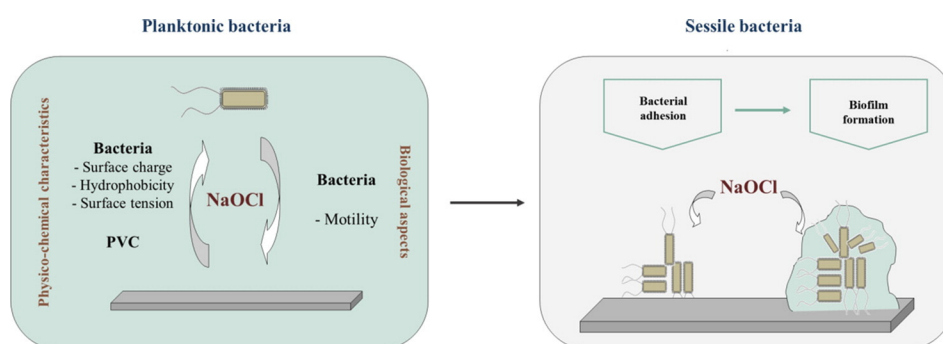 Planktonic bacteria
Sessile bacteria
Physico-chemical characteristics
Bacteria
- Surface charge
- Hydrophobicity
- Surface tension
PVC
NaOCl
Bacteria
- Motility
Biological aspects
Bacterial
adhesion
Biofilm
formation
NaOCl